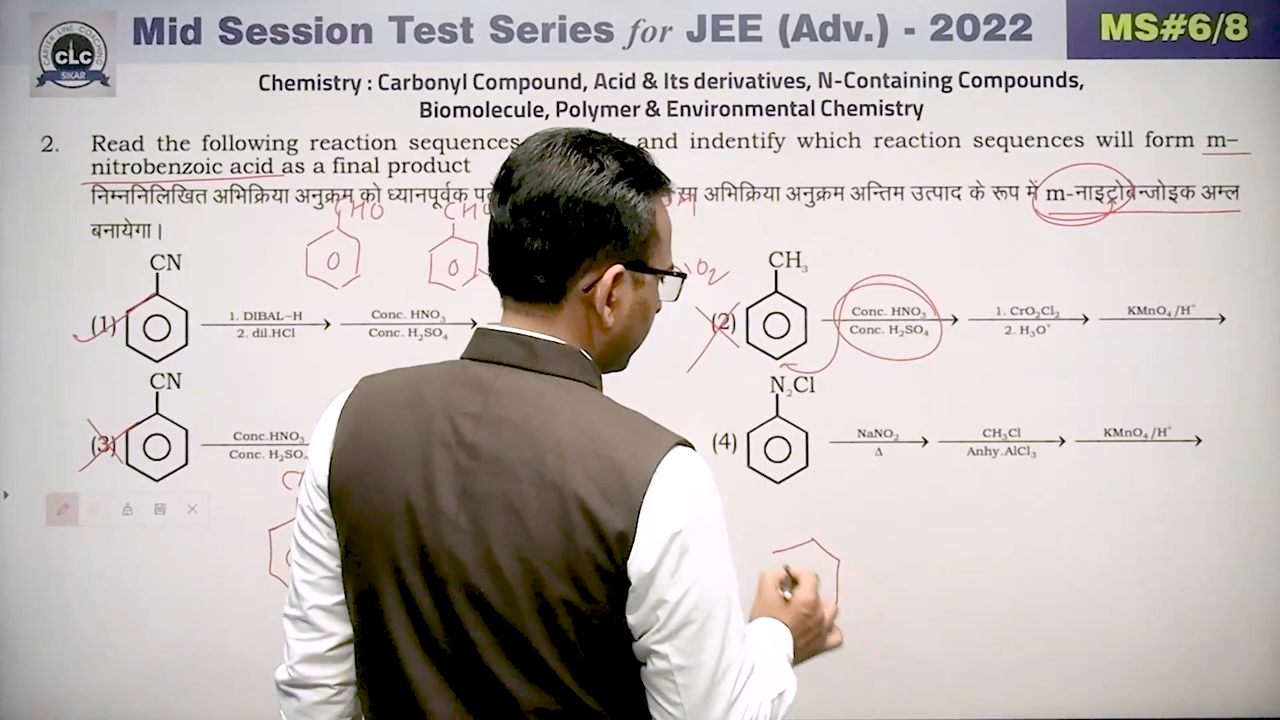 Mid Session Test Series for JEE (Adv.) - 2022
MS#6/8
CAREER LINE COACHING
CLC
SIKAR
Chemistry : Carbonyl Compound, Acid & Its derivatives, N-Containing Compounds,
Biomolecule, Polymer & Environmental Chemistry
2. Read the following reaction sequences and indentify which reaction sequences will form m-
nitrobenzoic acid as a final product
निम्ननिलिखित अभिक्रिया अनुक्रम को ध्यानपूर्वक अभिक्रिया अनुक्रम अन्तिम उत्पाद के रूप में m-नाइट्रोबेन्जोइक अम्ल
बनायेगा।
CHO
CHO
O
O
NO2
(1)
CN
1. DIBAL-H
2. dil.HCl
Conc. HNO₃
Conc. H₂SO₄
(2)
CH₃
Conc. HNO₃
Conc. H₂SO₄
1. CrO₂Cl₂
2. H₃O⁺
KMnO₄/H⁺
(3)
CN
Conc.HNO₃
Conc. H₂SO₄
(4)
N₂Cl
NaNO₂
Δ
CH₃Cl
Anhy.AlCl₃
KMnO₄/H⁺